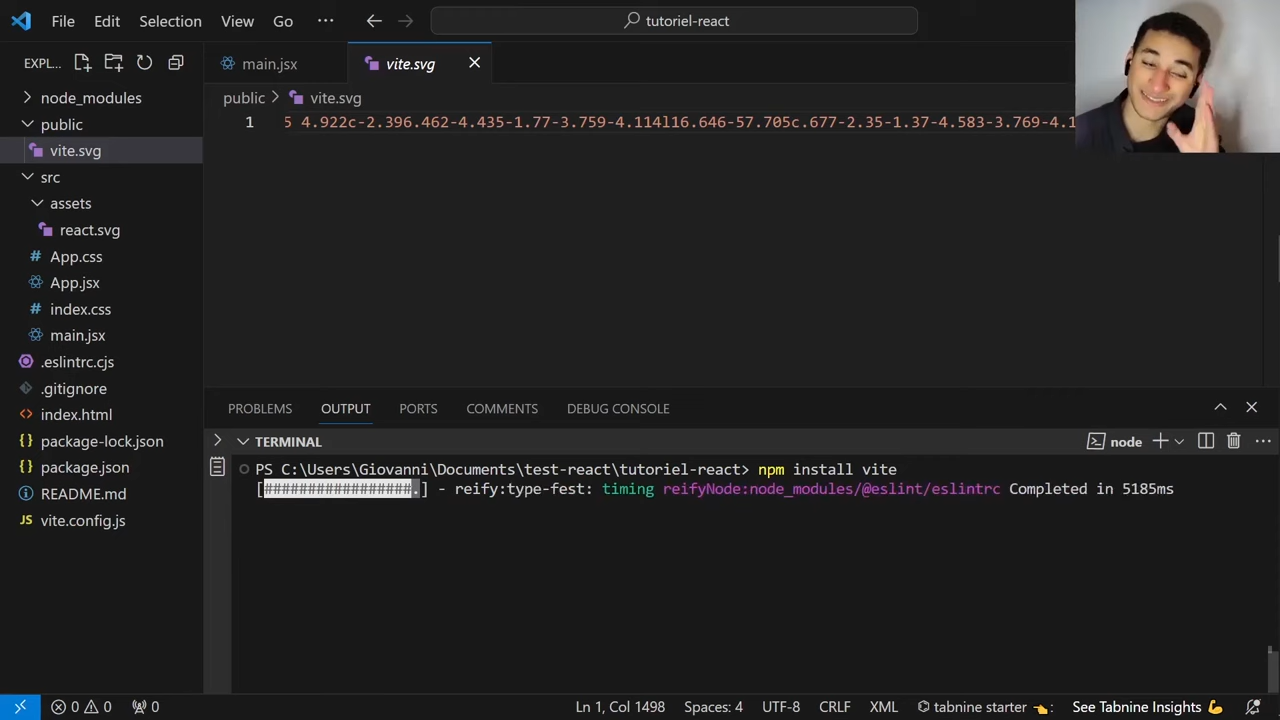 File Edit Selection View Go ··· tutoriel-react
EXPL...
node_modules
public
vite.svg
src
assets
react.svg
App.css
App.jsx
index.css
main.jsx
.eslintrc.cjs
.gitignore
index.html
package-lock.json
package.json
README.md
vite.config.js
main.jsx vite.svg
public > vite.svg
1 5 4.922c-2.396.462-4.435-1.77-3.759-4.114l16.646-57.705c.677-2.35-1.37-4.583-3.769-4.1
PROBLEMS OUTPUT PORTS COMMENTS DEBUG CONSOLE
TERMINAL node
PS C:\Users\Giovanni\Documents\test-react\tutoriel-react> npm install vite
[#################.] - reify:type-fest: timing reifyNode:node_modules/@eslint/eslintrc Completed in 5185ms
0 0 0 Ln 1, Col 1498 Spaces: 4 UTF-8 CRLF XML tabnine starter 👈: See Tabnine Insights 💪